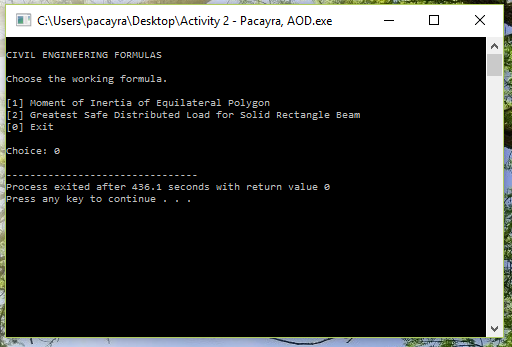 C:\Users\pacayra\Desktop\Activity 2 - Pacayra, AOD.exe
CIVIL ENGINEERING FORMULAS
Choose the working formula.
[1] Moment of Inertia of Equilateral Polygon
[2] Greatest Safe Distributed Load for Solid Rectangle Beam
[0] Exit
Choice: 0
--------------------------------
Process exited after 436.1 seconds with return value 0
Press any key to continue . . .